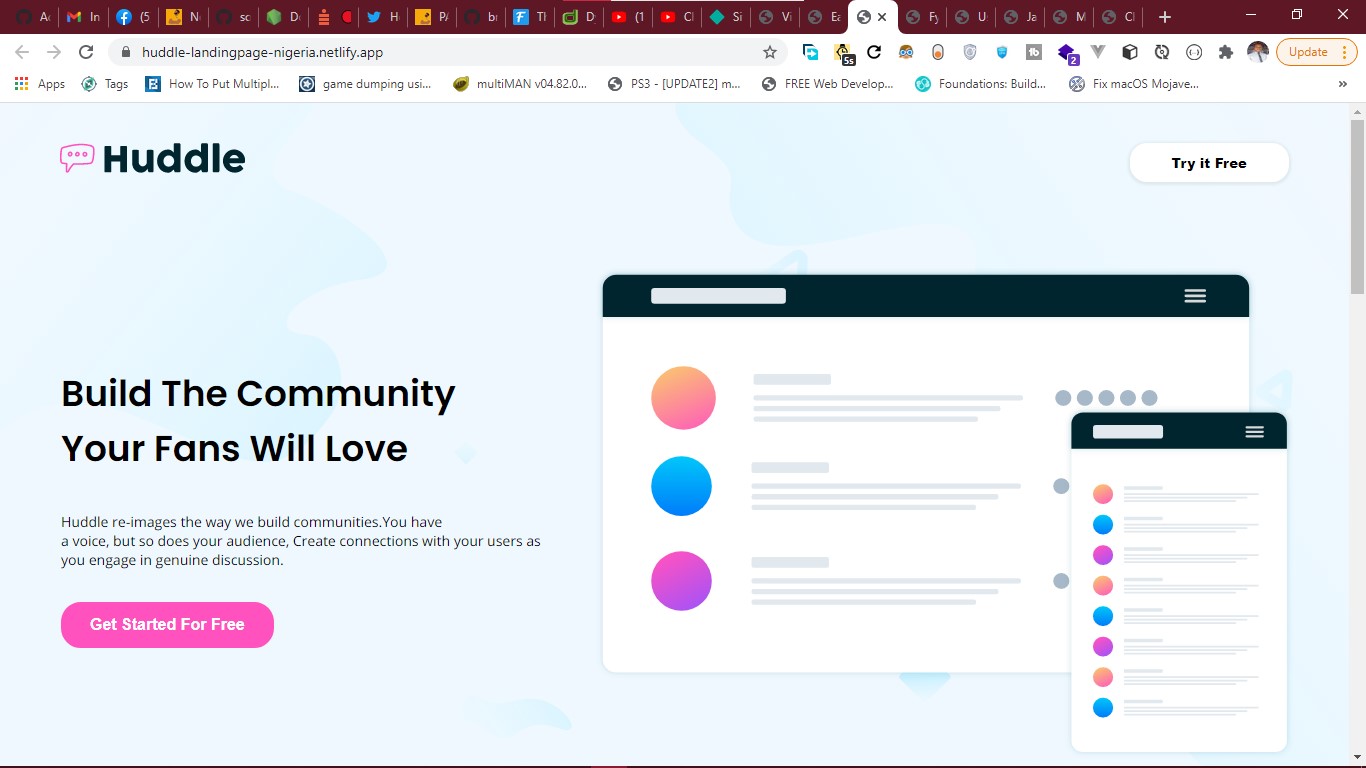 Ac
In
(5
N
sc
D
C
H
P/
br
Tl
D
(1
Cl
Si
Vi
Ea
Fy
U
Ja
M
Cl
huddle-landingpage-nigeria.netlify.app
5s
2
Update
Apps
Tags
How To Put Multipl...
game dumping usi...
multiMAN v04.82.0...
PS3 - [UPDATE2] m...
FREE Web Develop...
Foundations: Build...
Fix macOS Mojave...
Huddle
Try it Free
Build The Community
Your Fans Will Love
Huddle re-images the way we build communities.You have
a voice, but so does your audience, Create connections with your users as
you engage in genuine discussion.
Get Started For Free